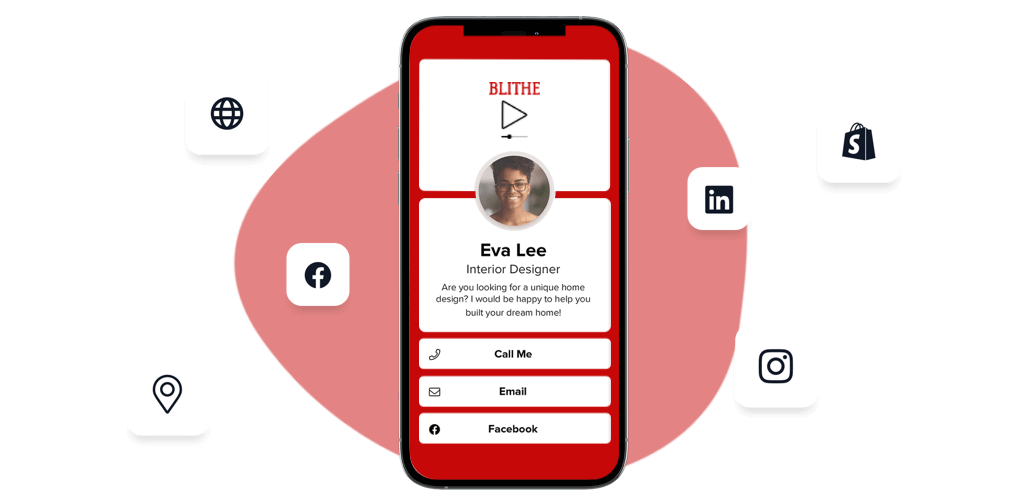 BLITHE
Eva Lee
Interior Designer
Are you looking for a unique home
design? I would be happy to help you
built your dream home!
Call Me
Email
Facebook